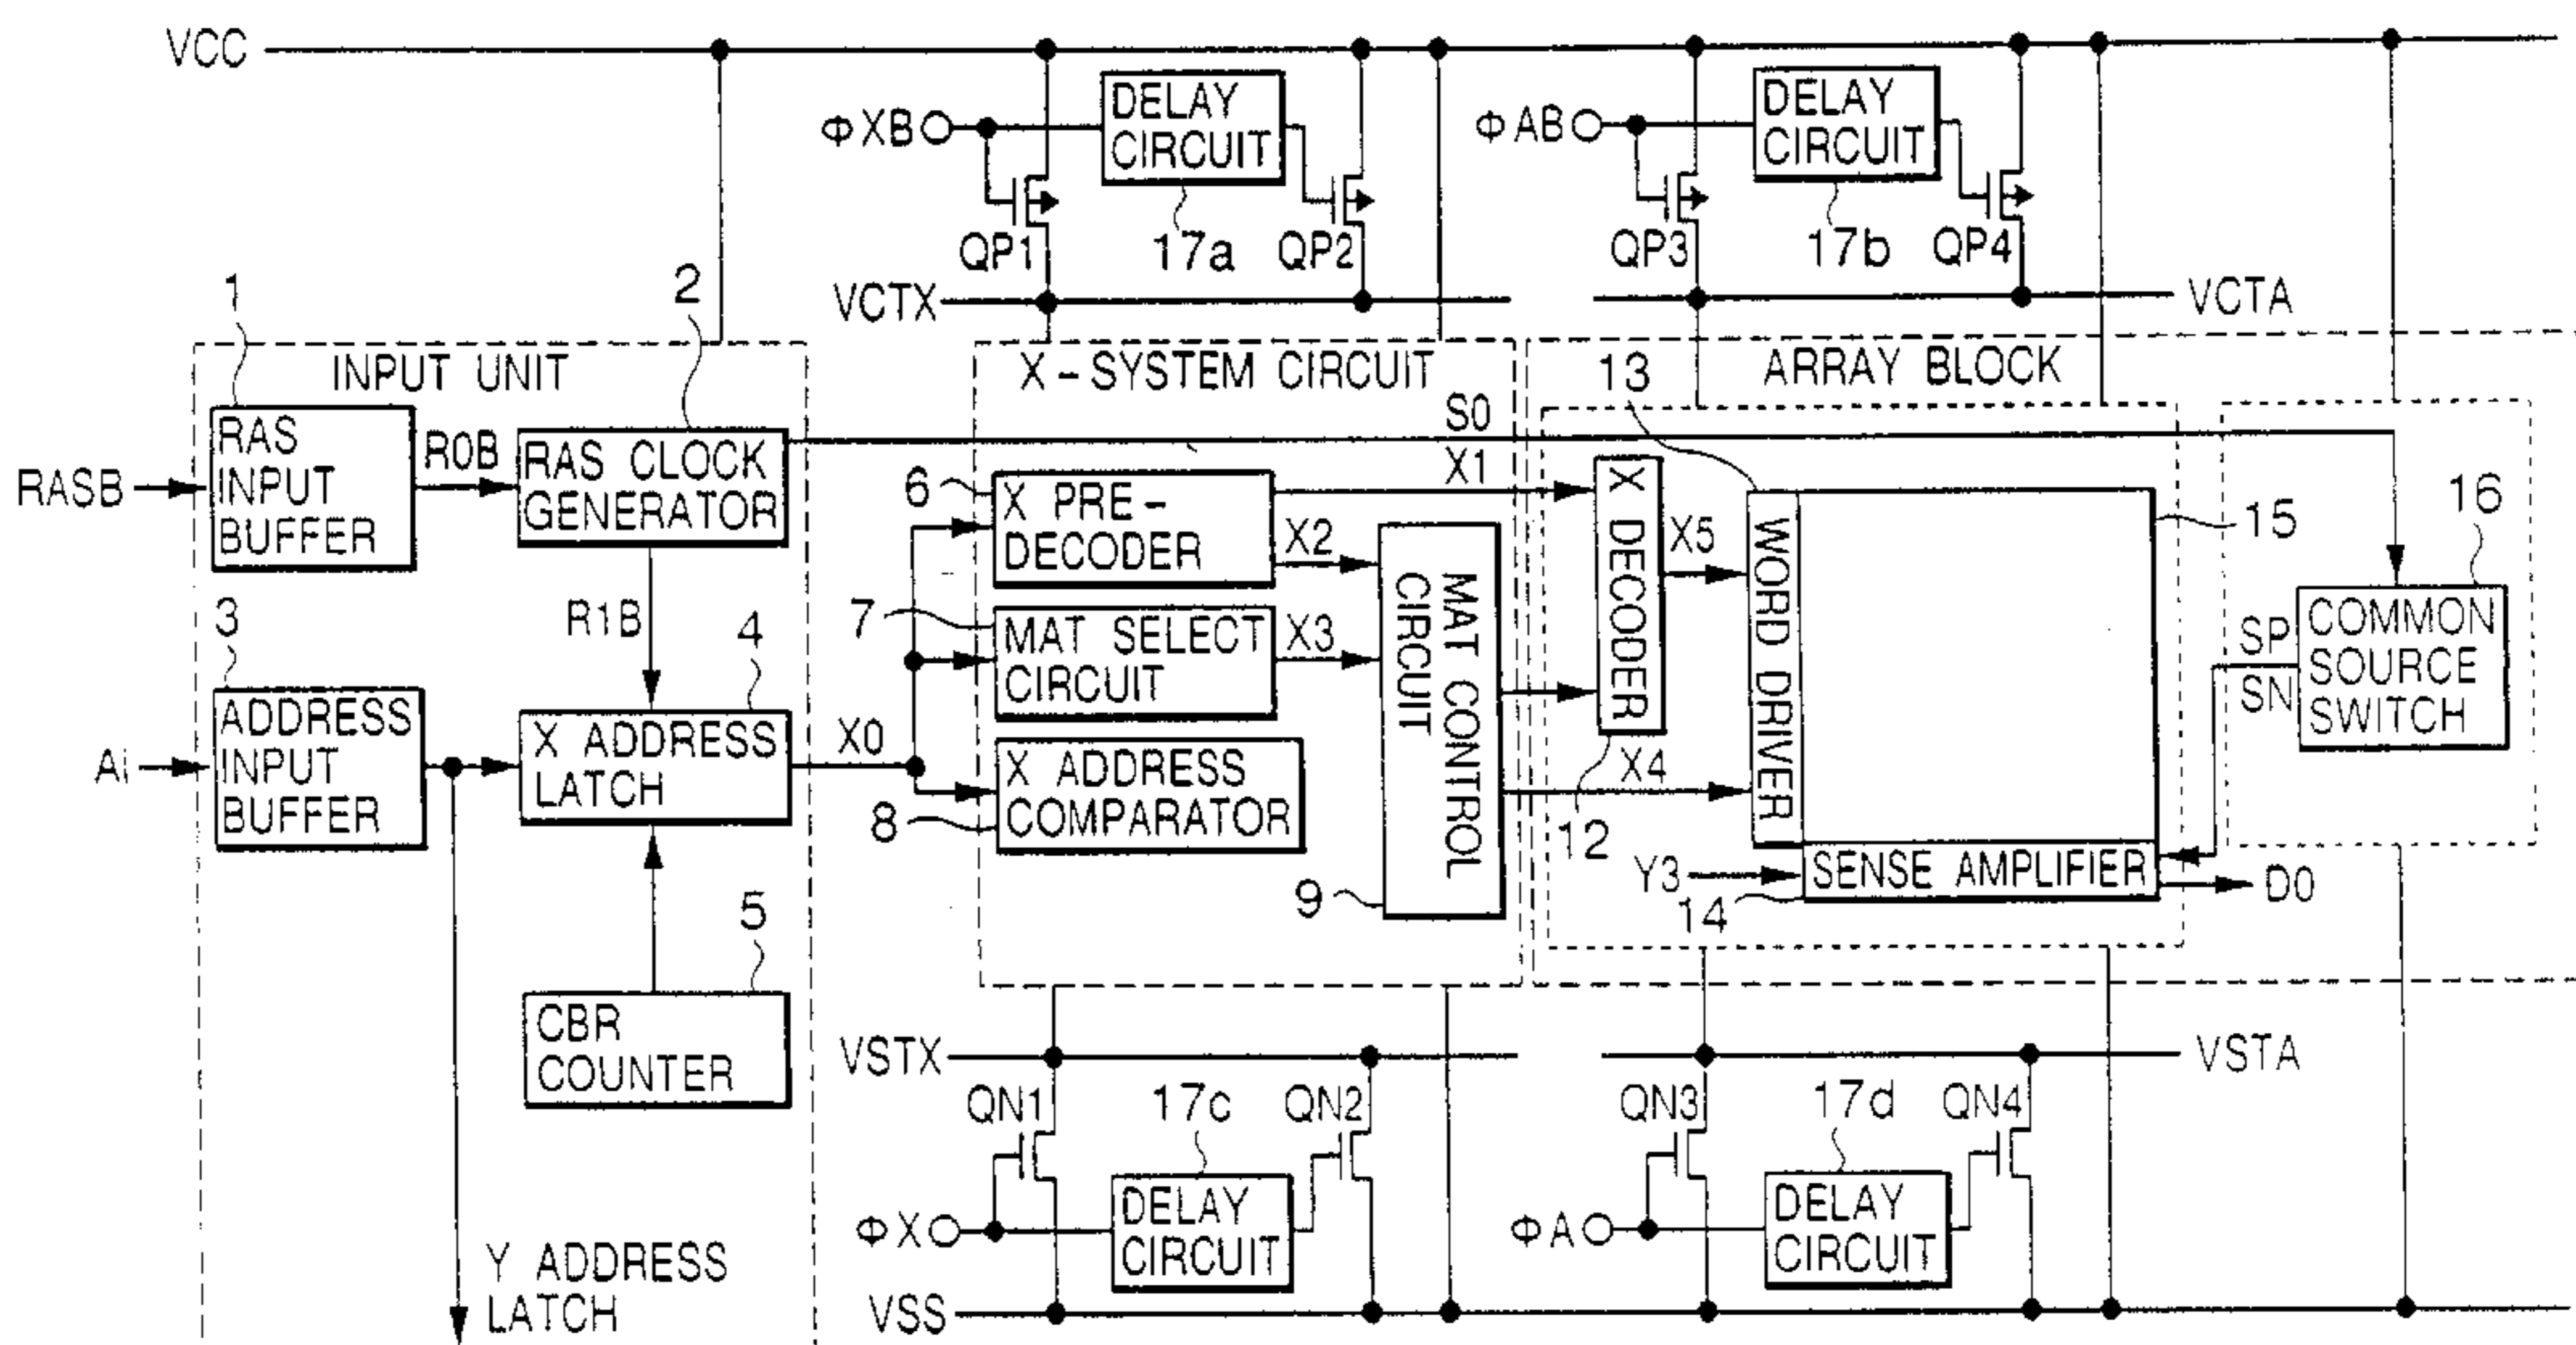 VCC
ΦXB
DELAY
CIRCUIT
17a
QP1
QP2
VCTX
ΦAB
DELAY
CIRCUIT
17b
QP3
QP4
VCTA
INPUT UNIT
1
RAS
INPUT
BUFFER
RASB
R0B
2
RAS CLOCK
GENERATOR
R1B
3
ADDRESS
INPUT
BUFFER
Ai
4
X ADDRESS
LATCH
X0
5
CBR
COUNTER
Y ADDRESS
LATCH
X-SYSTEM CIRCUIT
S0
X1
6
X PRE-
DECODER
X2
7
MAT SELECT
CIRCUIT
X3
8
X ADDRESS
COMPARATOR
MAT CONTROL
CIRCUIT
9
X4
ARRAY BLOCK
13
X DECODER
12
X5
WORD DRIVER
15
16
COMMON
SOURCE
SWITCH
SP
SN
Y3
SENSE AMPLIFIER
14
D0
VSTX
QN1
17c
QN2
ΦX
DELAY
CIRCUIT
VSTA
QN3
17d
QN4
ΦA
DELAY
CIRCUIT
VSS